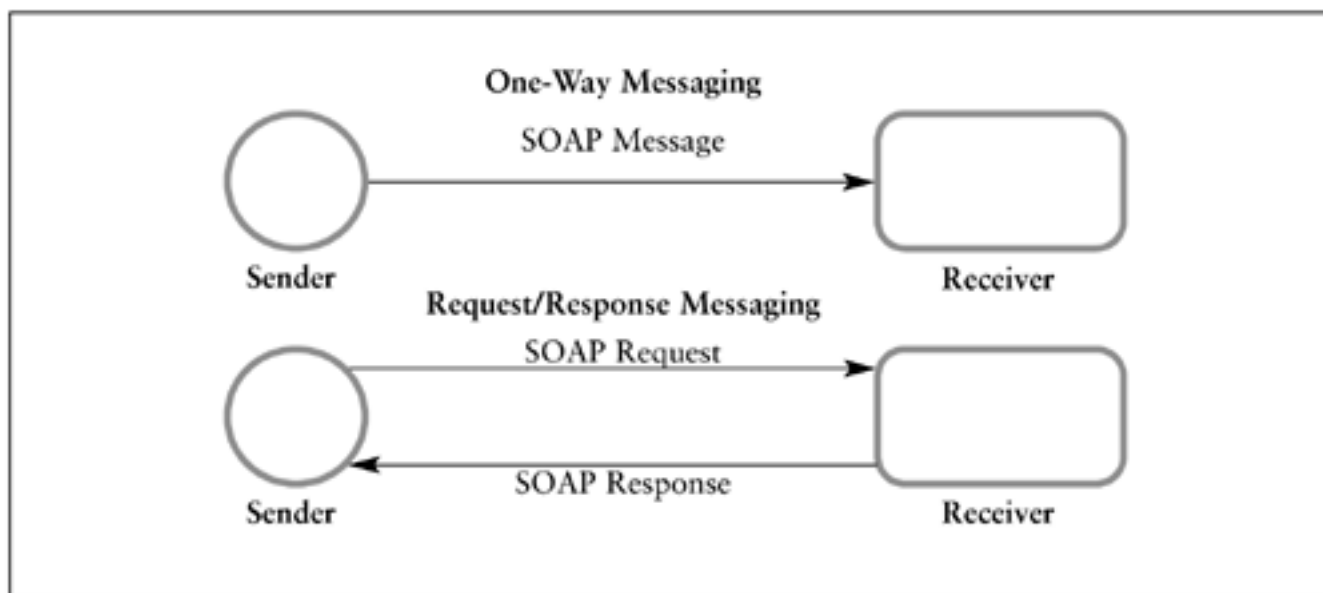 One-Way Messaging
SOAP Message
Sender
Receiver
Request/Response Messaging
SOAP Request
SOAP Response
Sender
Receiver